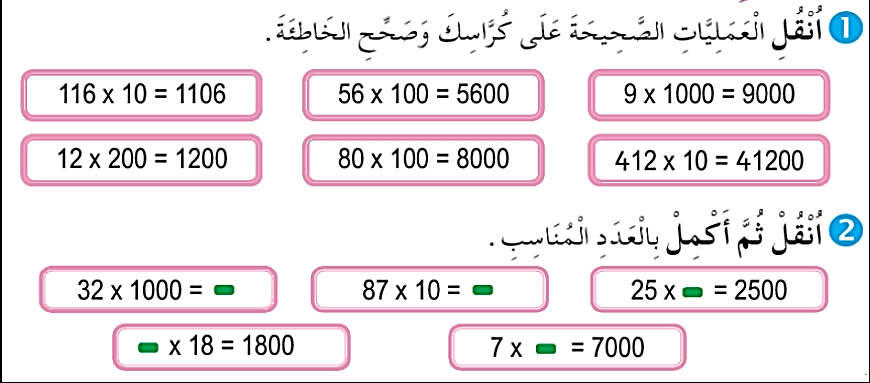 1 اُنْقُلِ الْعَمَلِيَّاتِ الصَّحِيحَةَ عَلَى كُرَّاسِكَ وَصَحِّحِ الخَاطِئَةَ.
116 x 10 = 1106 56 x 100 = 5600 9 x 1000 = 9000
12 x 200 = 1200 80 x 100 = 8000 412 x 10 = 41200
2 اُنْقُلْ ثُمَّ أَكْمِلْ بِالْعَدَدِ الْمُنَاسِبِ.
32 x 1000 = 87 x 10 = 25 x = 2500
x 18 = 1800 7 x = 7000